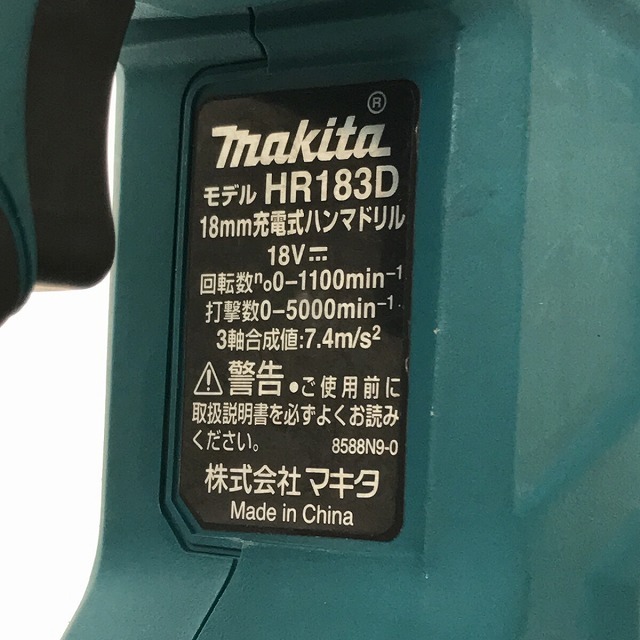 makita®
モデル HR183D
18mm充電式ハンマドリル
18V⎓
回転数n₀0-1100min⁻¹
打撃数0-5000min⁻¹
3軸合成値:7.4m/s²
⚠警告●ご使用前に
取扱説明書を必ずよくお読み
ください。 8588N9-0
株式会社マキタ
Made in China